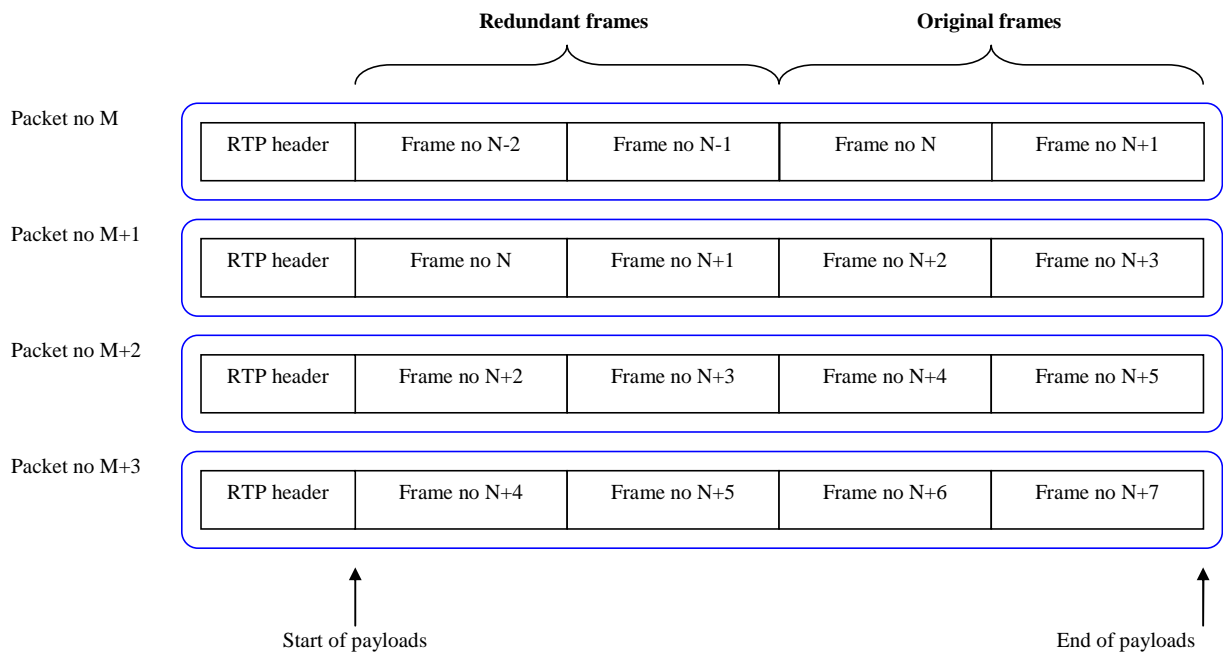 Redundant frames
Original frames
Packet no M
RTP header
Frame no N-2
Frame no N-1
Frame no N
Frame no N+1
Packet no M+1
RTP header
Frame no N
Frame no N+1
Frame no N+2
Frame no N+3
Packet no M+2
RTP header
Frame no N+2
Frame no N+3
Frame no N+4
Frame no N+5
Packet no M+3
RTP header
Frame no N+4
Frame no N+5
Frame no N+6
Frame no N+7
Start of payloads
End of payloads